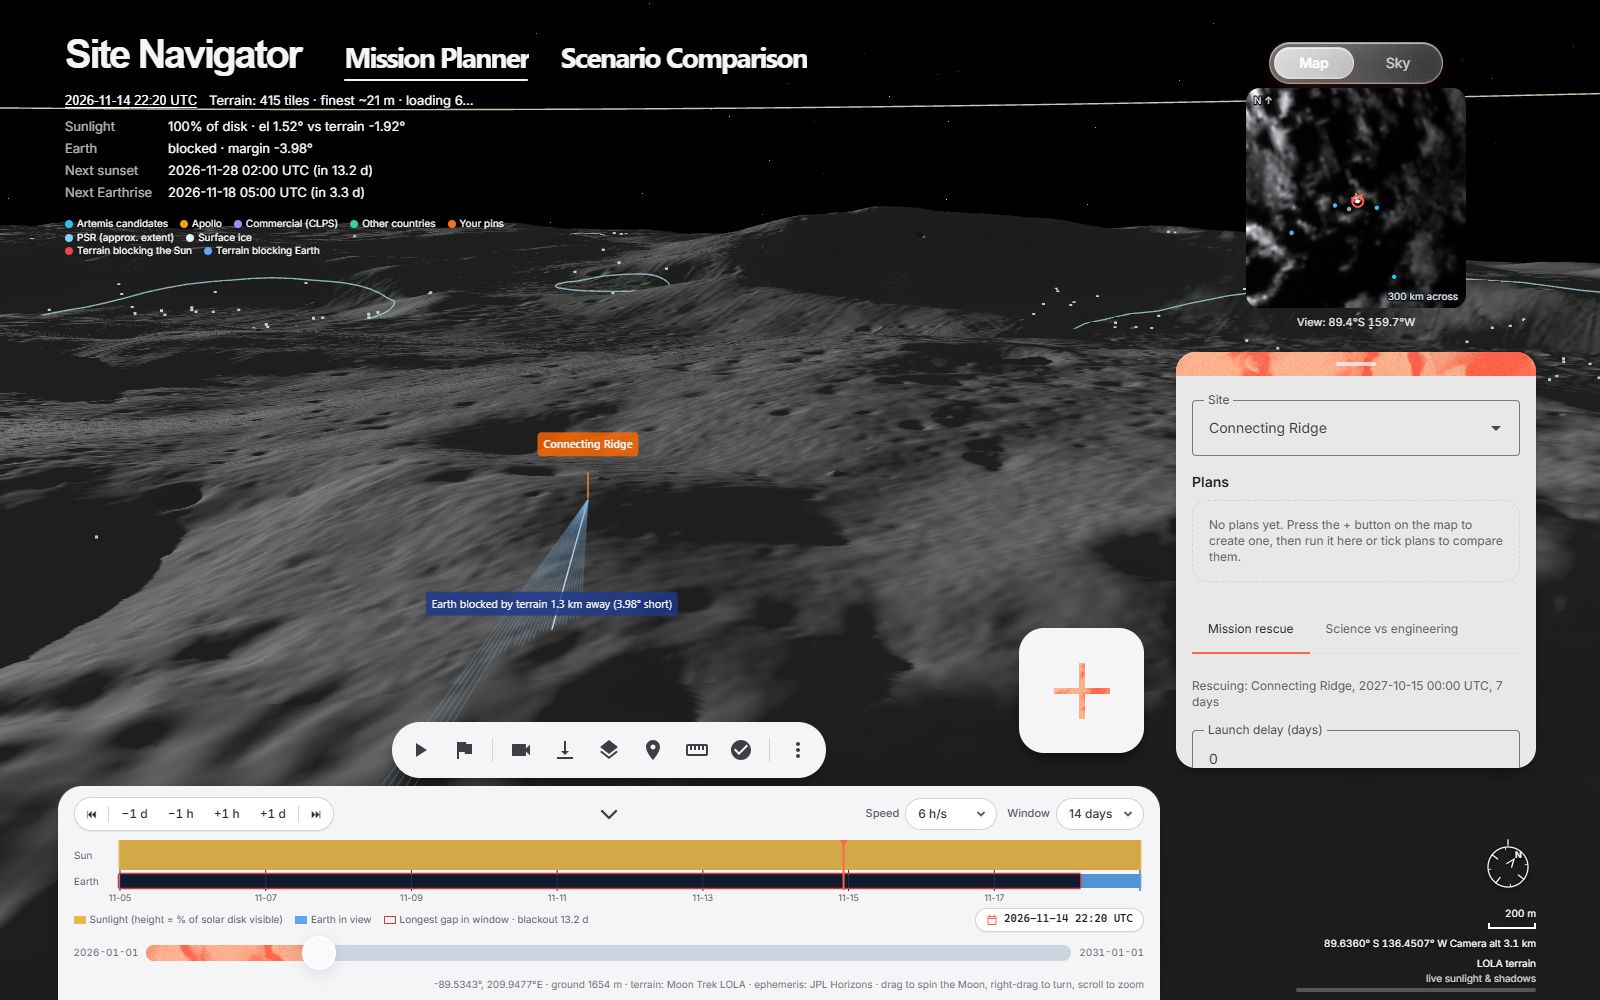 Site Navigator
Mission Planner
Scenario Comparison
2026-11-14 22:20 UTC Terrain: 415 tiles · finest ~21 m · loading 6...
Sunlight 100% of disk · el 1.52° vs terrain -1.92°
Earth blocked · margin -3.98°
Next sunset 2026-11-28 02:00 UTC (in 13.2 d)
Next Earthrise 2026-11-18 05:00 UTC (in 3.3 d)
Artemis candidates Apollo Commercial (CLPS) Other countries Your pins
PSR (approx. extent) Surface ice
Terrain blocking the Sun Terrain blocking Earth
Map Sky
N ↑
300 km across
View: 89.4°S 159.7°W
Site
Connecting Ridge
Plans
No plans yet. Press the + button on the map to
create one, then run it here or tick plans to compare
them.
Mission rescue Science vs engineering
Rescuing: Connecting Ridge, 2027-10-15 00:00 UTC, 7
days
Launch delay (days)
0
Connecting Ridge
Earth blocked by terrain 1.3 km away (3.98° short)
−1 d −1 h +1 h +1 d
Speed 6 h/s Window 14 days
Sun
Earth
11-05 11-07 11-09 11-11 11-13 11-15 11-17
Sunlight (height = % of solar disk visible) Earth in view Longest gap in window · blackout 13.2 d
2026-11-14 22:20 UTC
2026-01-01 2031-01-01
-89.5343°, 209.9477°E · ground 1654 m · terrain: Moon Trek LOLA · ephemeris: JPL Horizons · drag to spin the Moon, right-drag to turn, scroll to zoom
N
200 m
89.6360° S 136.4507° W Camera alt 3.1 km
LOLA terrain
live sunlight & shadows